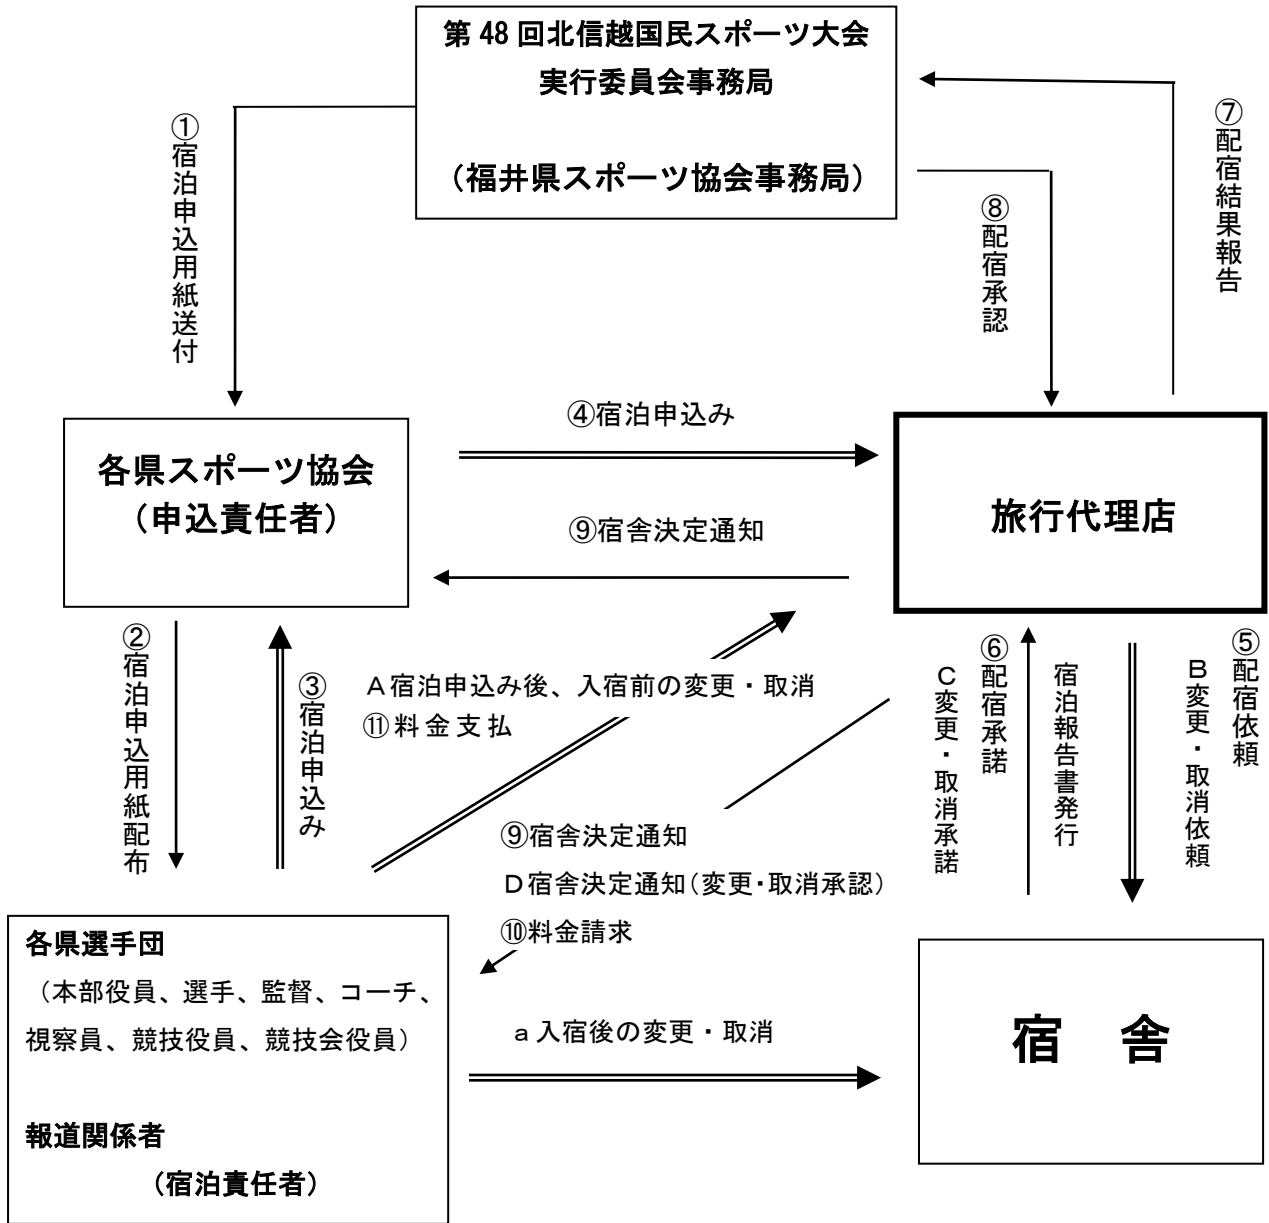 第48回北信越国民スポーツ大会
実行委員会事務局
（福井県スポーツ協会事務局）
①宿泊申込用紙送付
⑧配宿承認
⑦配宿結果報告
各県スポーツ協会
（申込責任者）
④宿泊申込み
⑨宿舎決定通知
旅行代理店
②宿泊申込用紙配布
③宿泊申込み
A宿泊申込み後、入宿前の変更・取消
⑪料金支払
⑨宿舎決定通知
D宿舎決定通知（変更・取消承認）
⑩料金請求
C変更・取消承諾
⑥配宿承諾
宿泊報告書発行
B変更・取消依頼
⑤配宿依頼
各県選手団
（本部役員、選手、監督、コーチ、
視察員、競技役員、競技会役員）
報道関係者
（宿泊責任者）
a入宿後の変更・取消
宿　舎